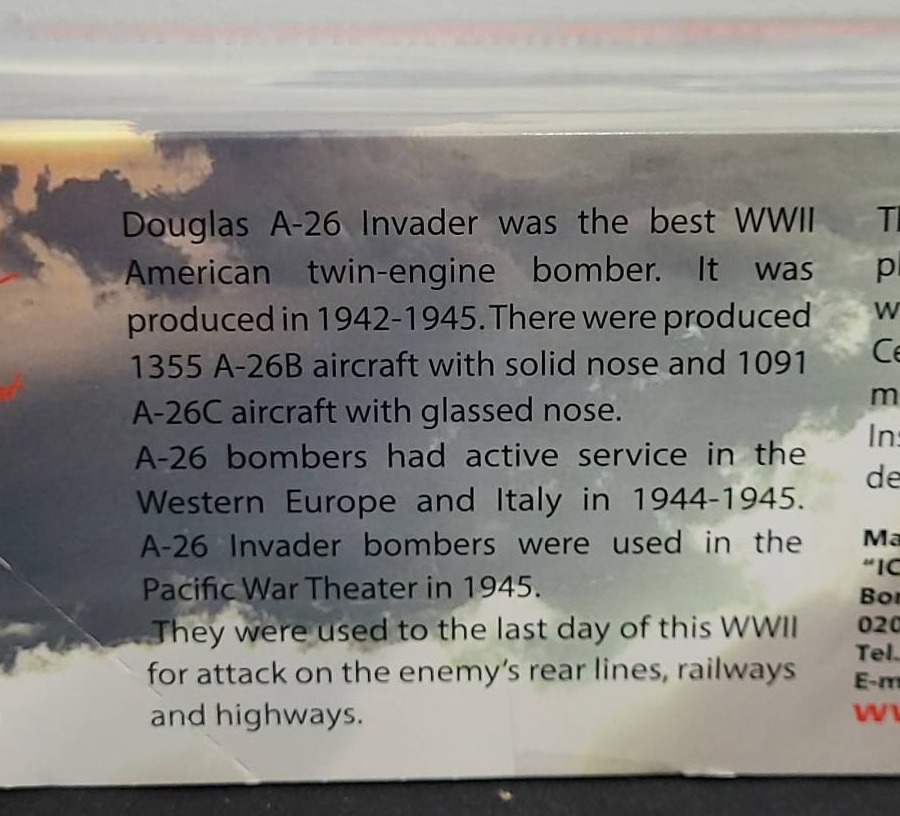 Douglas A-26 Invader was the best WWII
American twin-engine bomber. It was
produced in 1942-1945. There were produced
1355 A-26B aircraft with solid nose and 1091
A-26C aircraft with glassed nose.
A-26 bombers had active service in the
Western Europe and Italy in 1944-1945.
A-26 Invader bombers were used in the
Pacific War Theater in 1945.
They were used to the last day of this WWII
for attack on the enemy's rear lines, railways
and highways.
020
Tel.